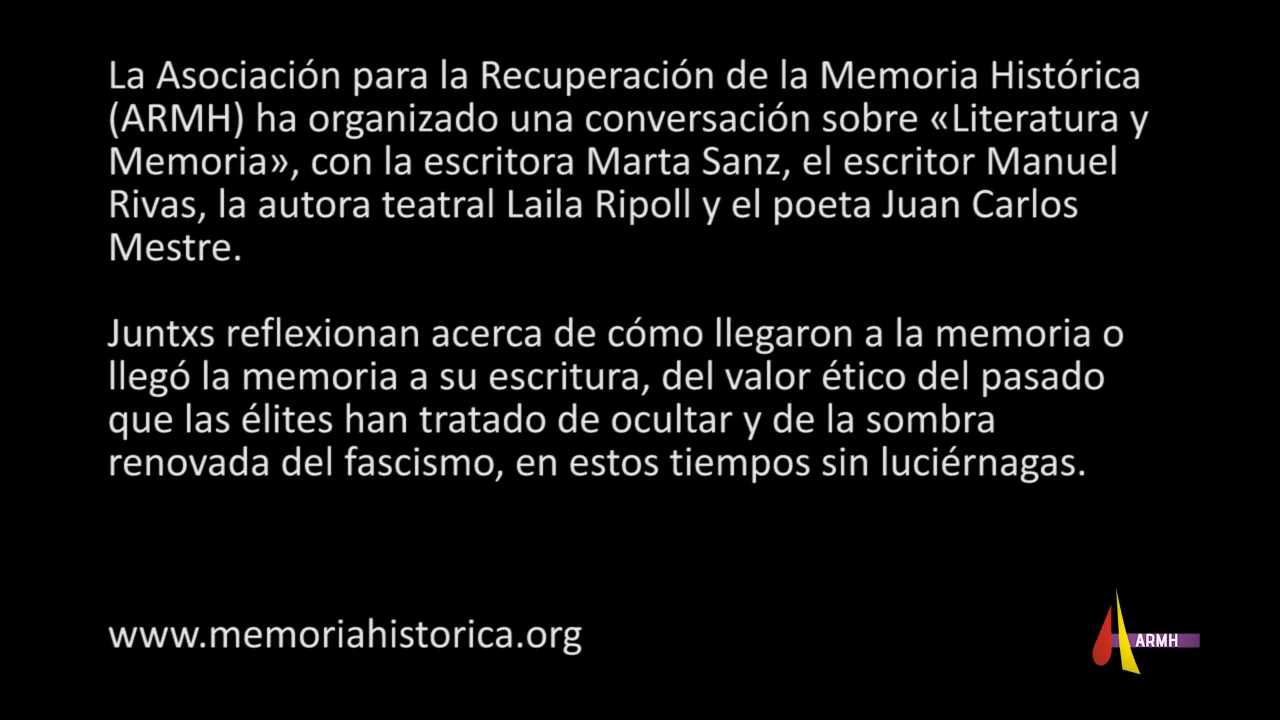 La Asociación para la Recuperación de la Memoria Histórica
(ARMH) ha organizado una conversación sobre «Literatura y
Memoria», con la escritora Marta Sanz, el escritor Manuel
Rivas, la autora teatral Laila Ripoll y el poeta Juan Carlos
Mestre.
Juntxs reflexionan acerca de cómo llegaron a la memoria o
llegó la memoria a su escritura, del valor ético del pasado
que las élites han tratado de ocultar y de la sombra
renovada del fascismo, en estos tiempos sin luciérnagas.
www.memoriahistorica.org
ARMH